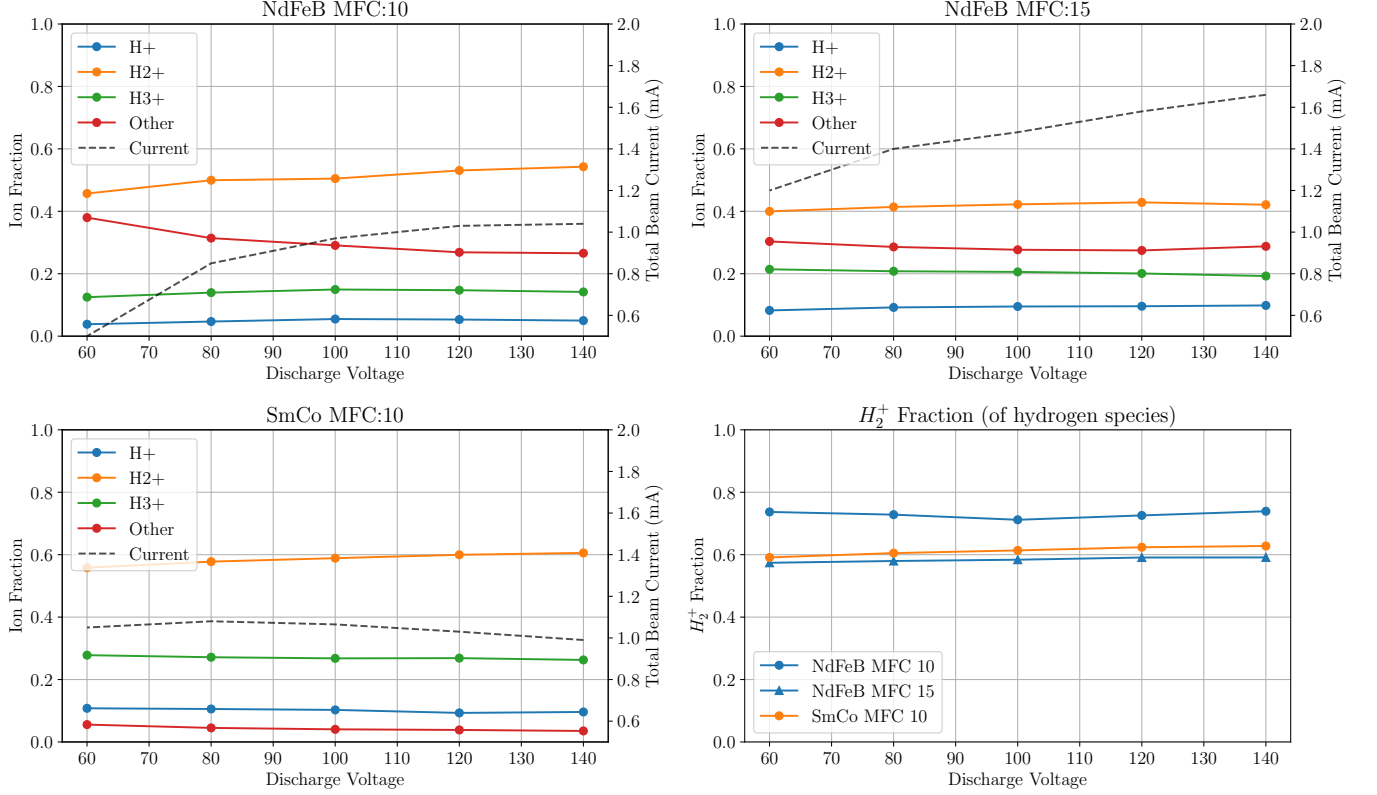 NdFeB MFC:10
1.0
0.8
0.6
0.4
0.2
0.0
Ion Fraction
H+
H2+
H3+
Other
Current
2.0
1.8
1.6
1.4
1.2
1.0
0.8
0.6
Total Beam Current (mA)
60 70 80 90 100 110 120 130 140
Discharge Voltage
NdFeB MFC:15
1.0
0.8
0.6
0.4
0.2
0.0
Ion Fraction
H+
H2+
H3+
Other
Current
2.0
1.8
1.6
1.4
1.2
1.0
0.8
0.6
Total Beam Current (mA)
60 70 80 90 100 110 120 130 140
Discharge Voltage
SmCo MFC:10
1.0
0.8
0.6
0.4
0.2
0.0
Ion Fraction
H+
H2+
H3+
Other
Current
2.0
1.8
1.6
1.4
1.2
1.0
0.8
0.6
Total Beam Current (mA)
60 70 80 90 100 110 120 130 140
Discharge Voltage
H₂⁺ Fraction (of hydrogen species)
1.0
0.8
0.6
0.4
0.2
0.0
H₂⁺ Fraction
NdFeB MFC 10
NdFeB MFC 15
SmCo MFC 10
60 70 80 90 100 110 120 130 140
Discharge Voltage